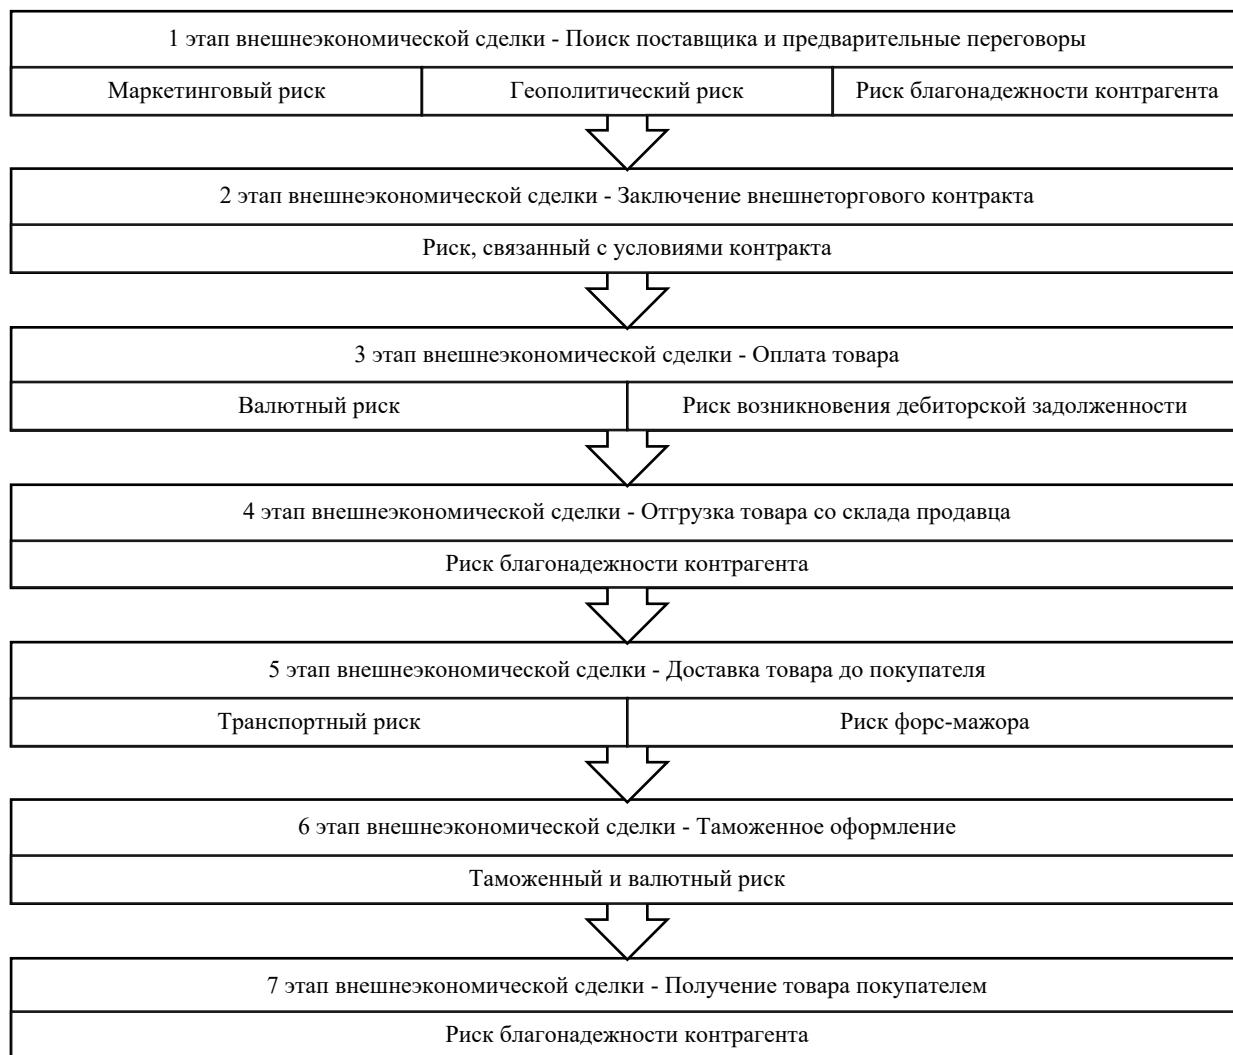 1 этап внешнеэкономической сделки - Поиск поставщика и предварительные переговоры
Маркетинговый риск
Геополитический риск
Риск благонадежности контрагента
2 этап внешнеэкономической сделки - Заключение внешнеторгового контракта
Риск, связанный с условиями контракта
3 этап внешнеэкономической сделки - Оплата товара
Валютный риск
Риск возникновения дебиторской задолженности
4 этап внешнеэкономической сделки - Отгрузка товара со склада продавца
Риск благонадежности контрагента
5 этап внешнеэкономической сделки - Доставка товара до покупателя
Транспортный риск
Риск форс-мажора
6 этап внешнеэкономической сделки - Таможенное оформление
Таможенный и валютный риск
7 этап внешнеэкономической сделки - Получение товара покупателем
Риск благонадежности контрагента